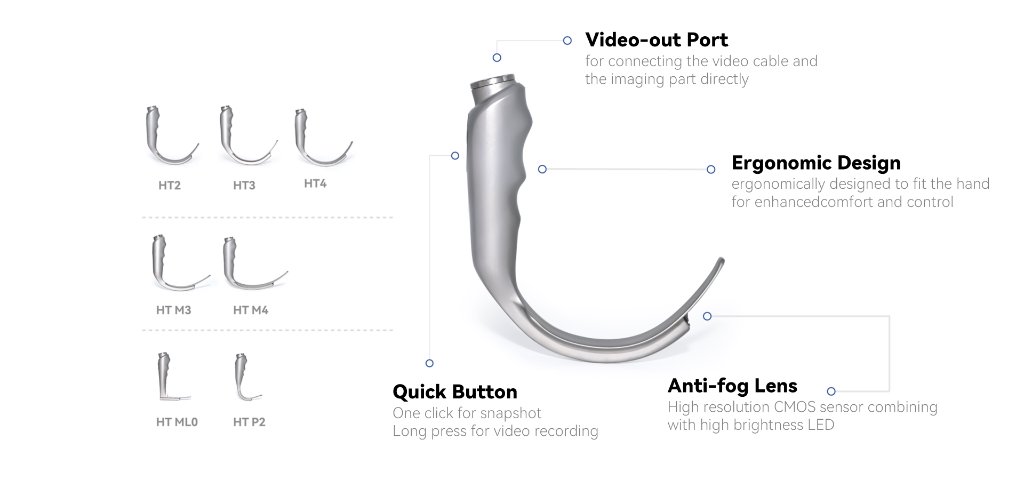 Video-out Port
for connecting the video cable and
the imaging part directly
HT2
HT3
HT4
Ergonomic Design
ergonomically designed to fit the hand
for enhancedcomfort and control
HT M3
HT M4
Quick Button
One click for snapshot
Long press for video recording
Anti-fog Lens
High resolution CMOS sensor combining
with high brightness LED
HT ML0
HT P2